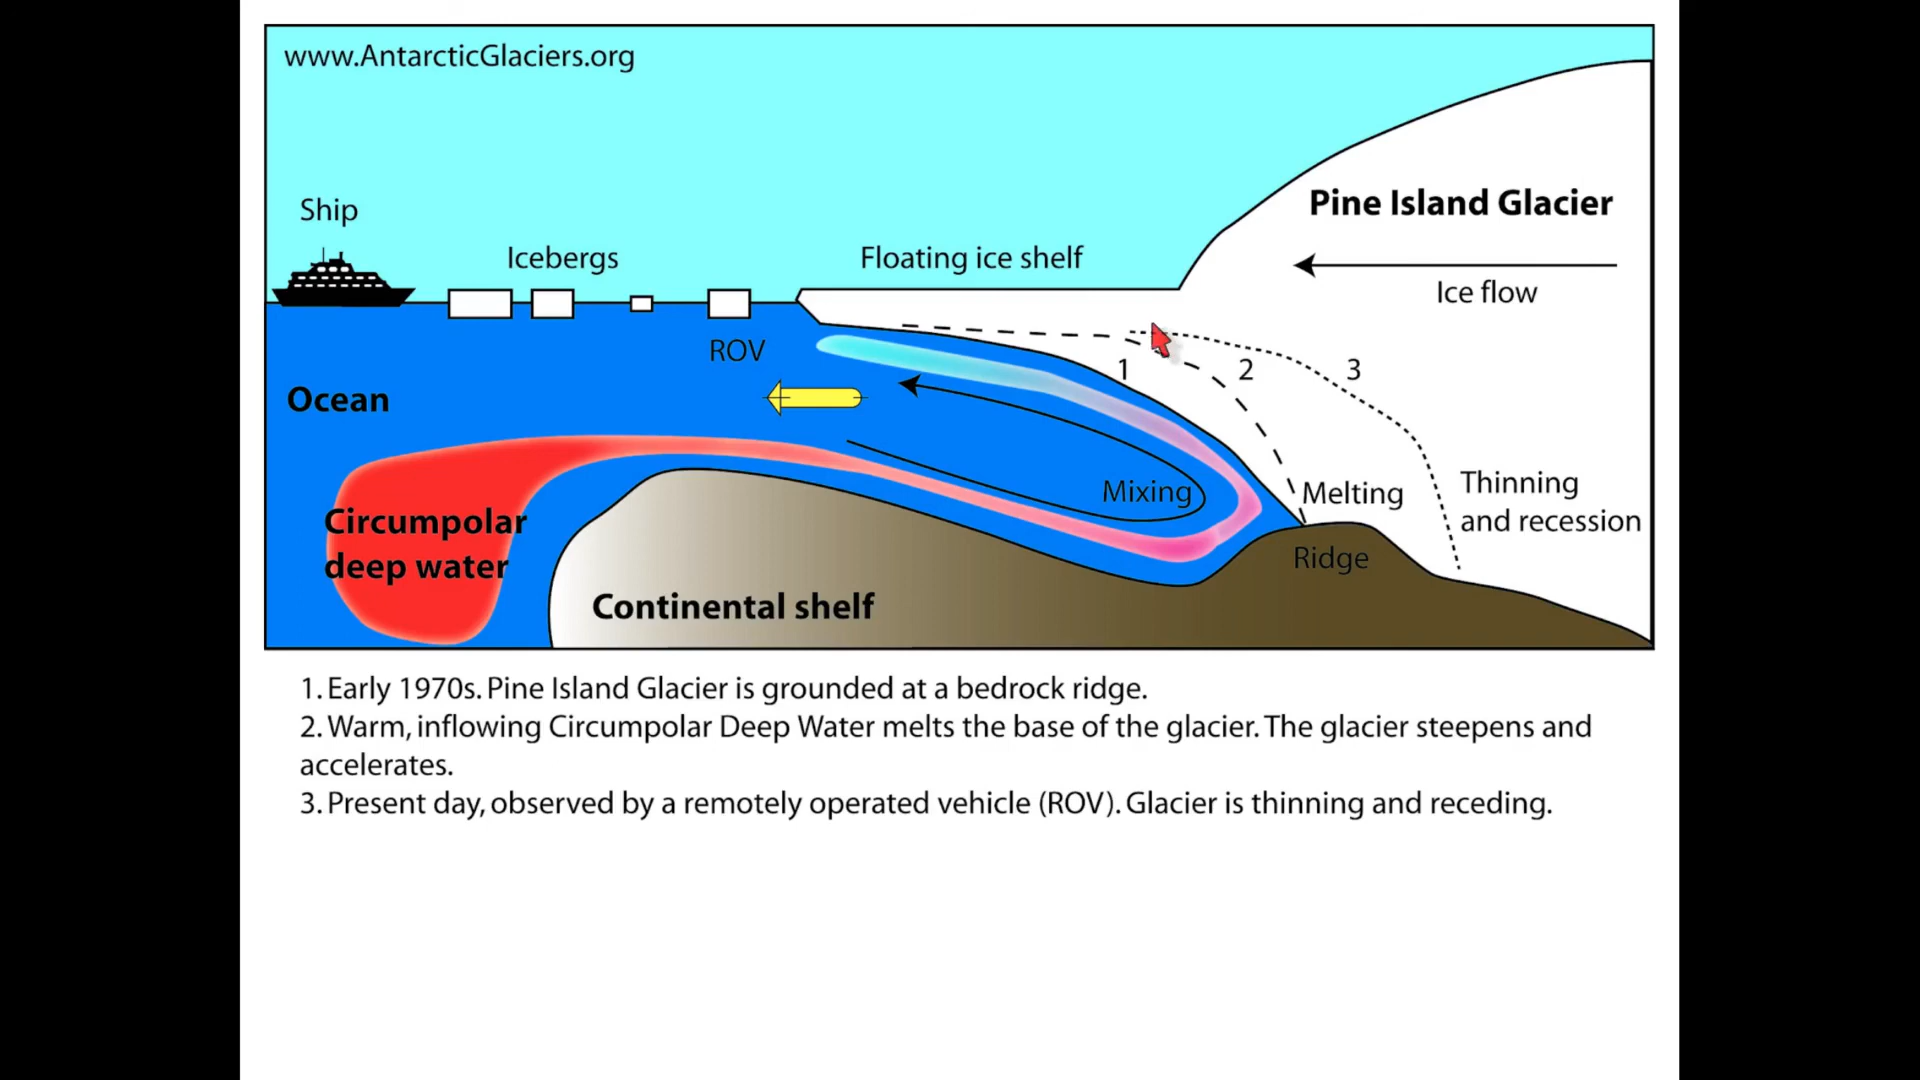 www.AntarcticGlaciers.org
Pine Island Glacier
Ship
Icebergs
Floating ice shelf
Ice flow
ROV
1
2
3
Ocean
Mixing
Melting
Thinning
and recession
Circumpolar
deep water
Ridge
Continental shelf
1. Early 1970s. Pine Island Glacier is grounded at a bedrock ridge.
2. Warm, inflowing Circumpolar Deep Water melts the base of the glacier. The glacier steepens and
accelerates.
3. Present day, observed by a remotely operated vehicle (ROV). Glacier is thinning and receding.